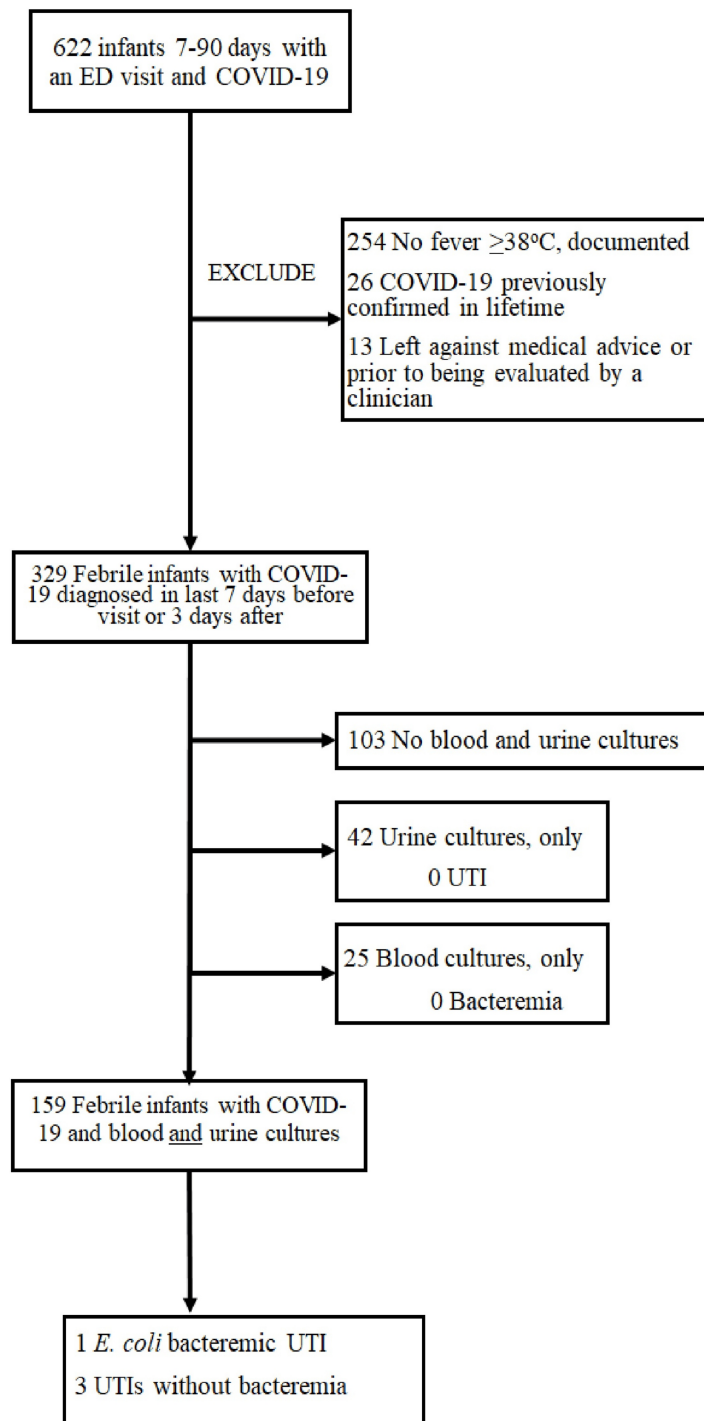 622 infants 7-90 days with
an ED visit and COVID-19
EXCLUDE
254 No fever ≥38ºC, documented
26 COVID-19 previously
confirmed in lifetime
13 Left against medical advice or
prior to being evaluated by a
clinician
329 Febrile infants with COVID-
19 diagnosed in last 7 days before
visit or 3 days after
103 No blood and urine cultures
42 Urine cultures, only
0 UTI
25 Blood cultures, only
0 Bacteremia
159 Febrile infants with COVID-
19 and blood and urine cultures
1 E. coli bacteremic UTI
3 UTIs without bacteremia